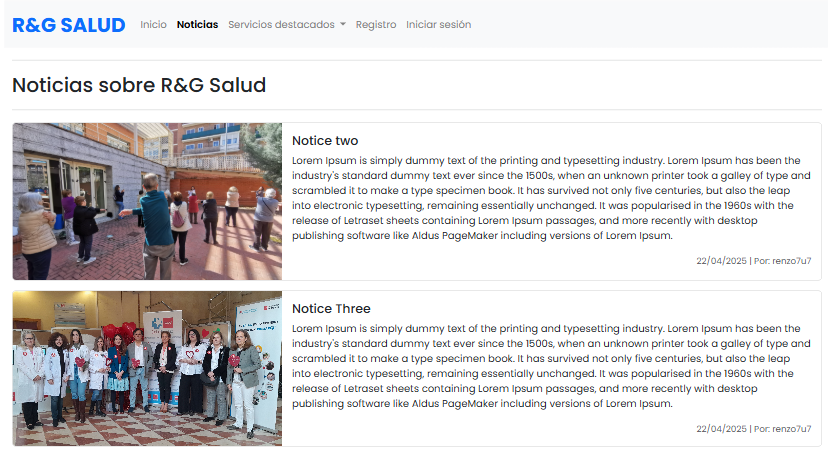 R&G SALUD Inicio Noticias Servicios destacados Registro Iniciar sesión
Noticias sobre R&G Salud
Notice two
Lorem Ipsum is simply dummy text of the printing and typesetting industry. Lorem Ipsum has been the
industry's standard dummy text ever since the 1500s, when an unknown printer took a galley of type and
scrambled it to make a type specimen book. It has survived not only five centuries, but also the leap
into electronic typesetting, remaining essentially unchanged. It was popularised in the 1960s with the
release of Letraset sheets containing Lorem Ipsum passages, and more recently with desktop
publishing software like Aldus PageMaker including versions of Lorem Ipsum.
22/04/2025 | Por: renzo7u7
Notice Three
Lorem Ipsum is simply dummy text of the printing and typesetting industry. Lorem Ipsum has been the
industry's standard dummy text ever since the 1500s, when an unknown printer took a galley of type and
scrambled it to make a type specimen book. It has survived not only five centuries, but also the leap
into electronic typesetting, remaining essentially unchanged. It was popularised in the 1960s with the
release of Letraset sheets containing Lorem Ipsum passages, and more recently with desktop
publishing software like Aldus PageMaker including versions of Lorem Ipsum.
22/04/2025 | Por: renzo7u7